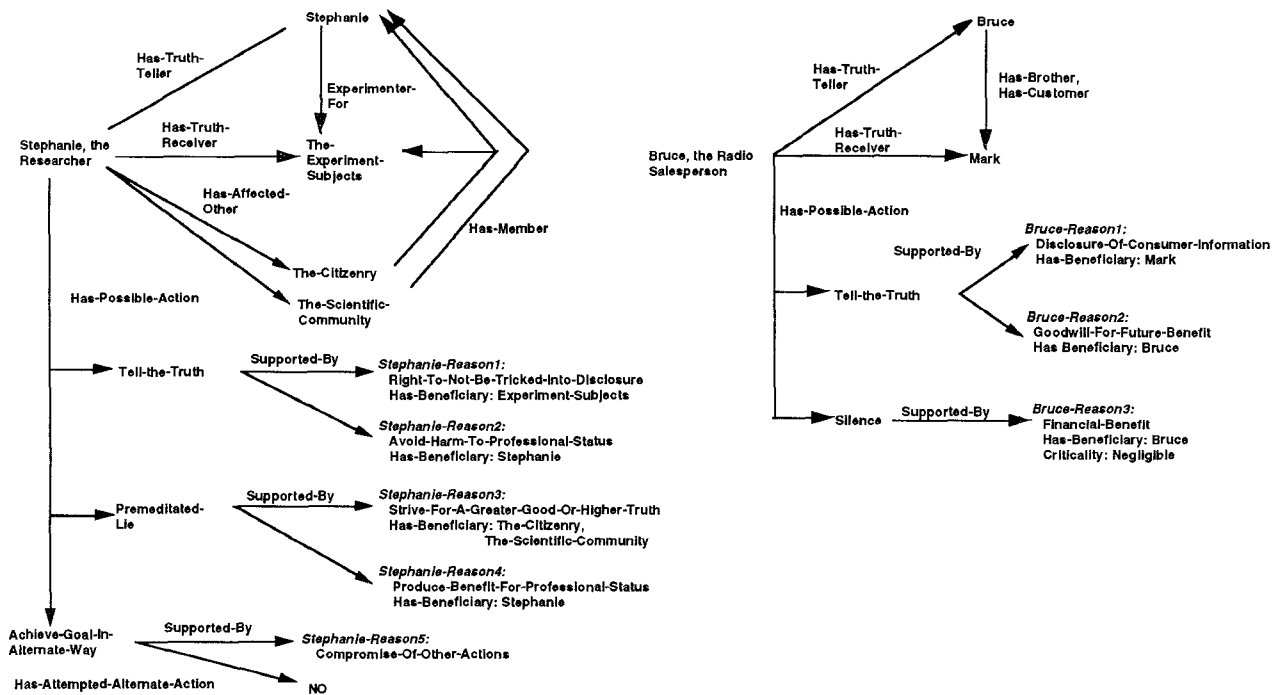 Stephanie
Has-Truth-
Teller
Experimenter-
For
Stephanie, the
Researcher
Has-Truth-
Receiver
The-
Experiment-
Subjects
Has-Affected-
Other
Has-Member
The-Citizenry
The-Scientific-
Community
Has-Possible-Action
Tell-the-Truth
Supported-By
Stephanie-Reason1:
Right-To-Not-Be-Tricked-Into-Disclosure
Has-Beneficiary: Experiment-Subjects
Stephanie-Reason2:
Avoid-Harm-To-Professional-Status
Has-Beneficiary: Stephanie
Premeditated-
Lie
Supported-By
Stephanie-Reason3:
Strive-For-A-Greater-Good-Or-Higher-Truth
Has-Beneficiary: The-Citizenry,
The-Scientific-Community
Stephanie-Reason4:
Produce-Benefit-For-Professional-Status
Has-Beneficiary: Stephanie
Achieve-Goal-In-
Alternate-Way
Supported-By
Stephanie-Reason5:
Compromise-Of-Other-Actions
Has-Attempted-Alternate-Action
NO
Bruce
Has-Truth-
Teller
Has-Brother,
Has-Customer
Bruce, the Radio
Salesperson
Has-Truth-
Receiver
Mark
Has-Possible-Action
Tell-the-Truth
Supported-By
Bruce-Reason1:
Disclosure-Of-Consumer-Information
Has-Beneficiary: Mark
Bruce-Reason2:
Goodwill-For-Future-Benefit
Has Beneficiary: Bruce
Silence
Supported-By
Bruce-Reason3:
Financial-Benefit
Has-Beneficiary: Bruce
Criticality: Negligible